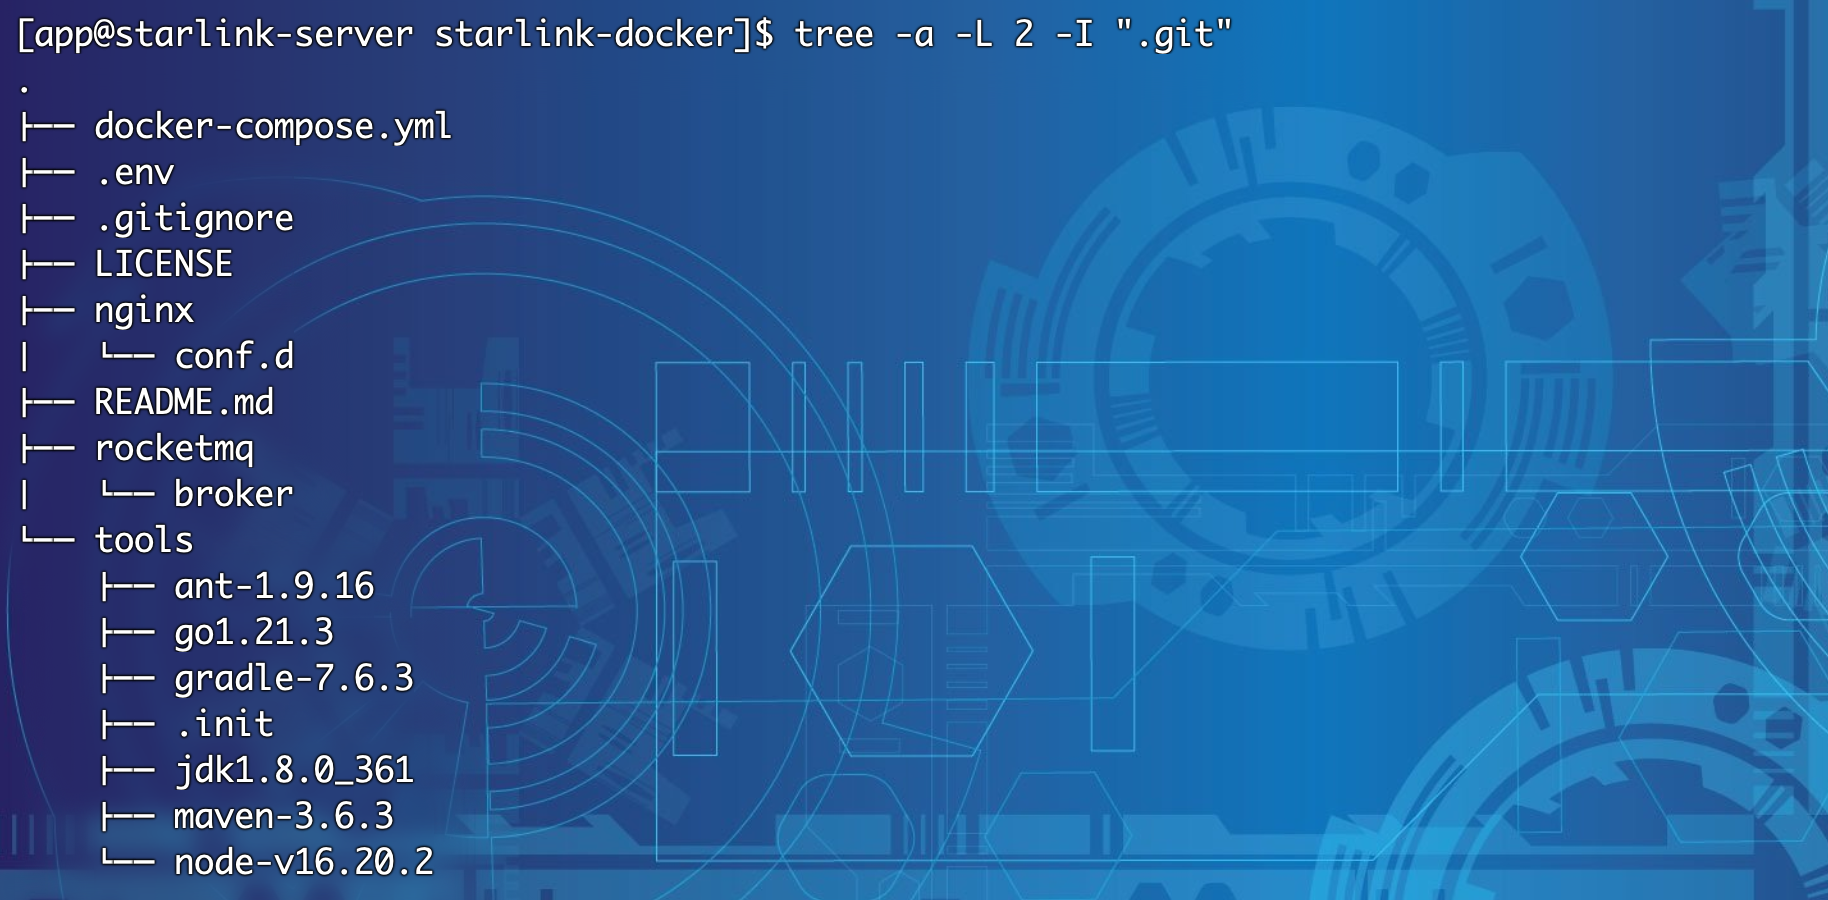 [app@starlink-server starlink-docker]$ tree -a -L 2 -I ".git"
.
├── docker-compose.yml
├── .env
├── .gitignore
├── LICENSE
├── nginx
│   └── conf.d
├── README.md
├── rocketmq
│   └── broker
└── tools
    ├── ant-1.9.16
    ├── go1.21.3
    ├── gradle-7.6.3
    ├── .init
    ├── jdk1.8.0_361
    ├── maven-3.6.3
    └── node-v16.20.2